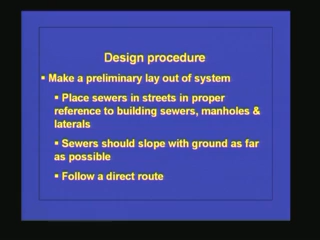 Design procedure
▪ Make a preliminary lay out of system
▪ Place sewers in streets in proper
reference to building sewers, manholes &
laterals
▪ Sewers should slope with ground as far
as possible
▪ Follow a direct route